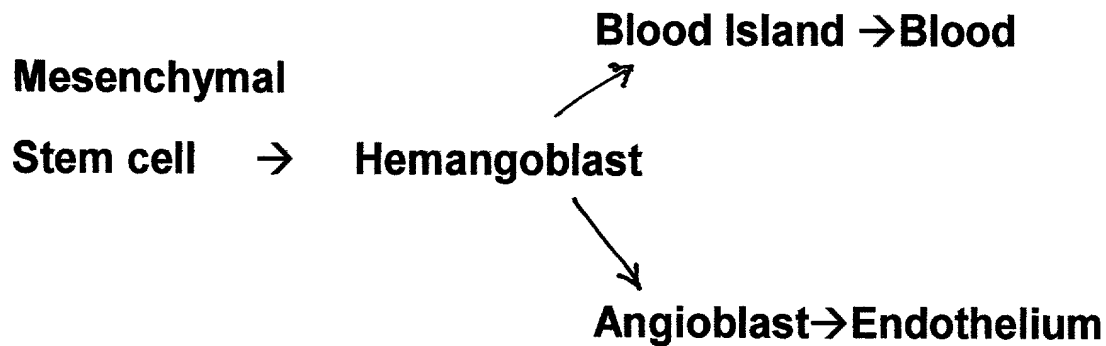 Blood Island →Blood
Mesenchymal
Stem cell → Hemangoblast
Angioblast→Endothelium